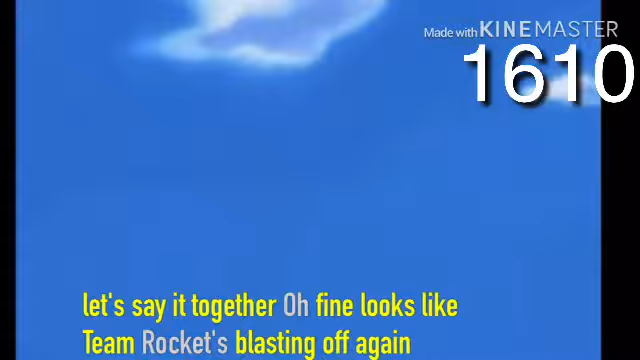 Made with KINEMASTER
1610
let's say it together Oh fine looks like
Team Rocket's blasting off again